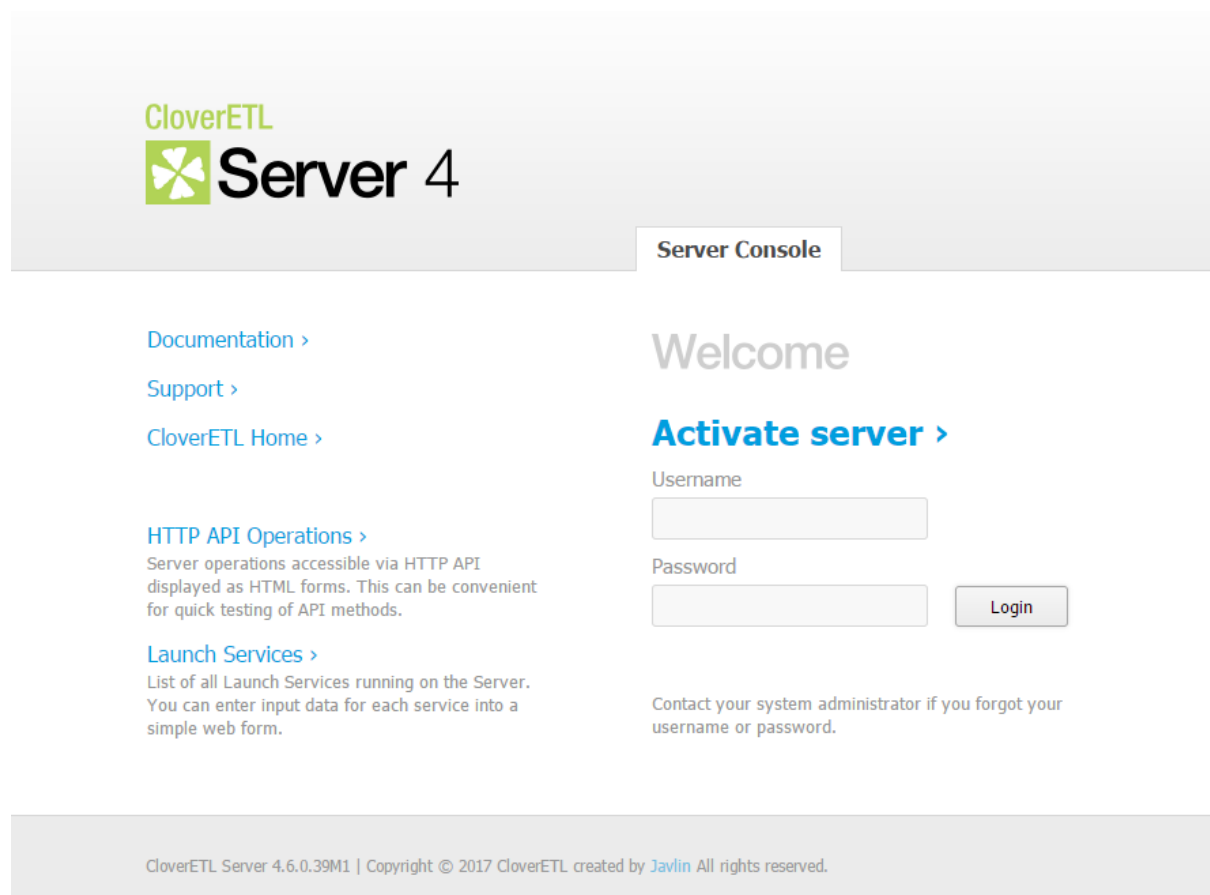 CloverETL
Server 4
Server Console
Documentation ›
Support ›
CloverETL Home ›
HTTP API Operations ›
Server operations accessible via HTTP API
displayed as HTML forms. This can be convenient
for quick testing of API methods.
Launch Services ›
List of all Launch Services running on the Server.
You can enter input data for each service into a
simple web form.
Welcome
Activate server ›
Username
Password
Login
Contact your system administrator if you forgot your
username or password.
CloverETL Server 4.6.0.39M1 | Copyright © 2017 CloverETL created by Javlin All rights reserved.